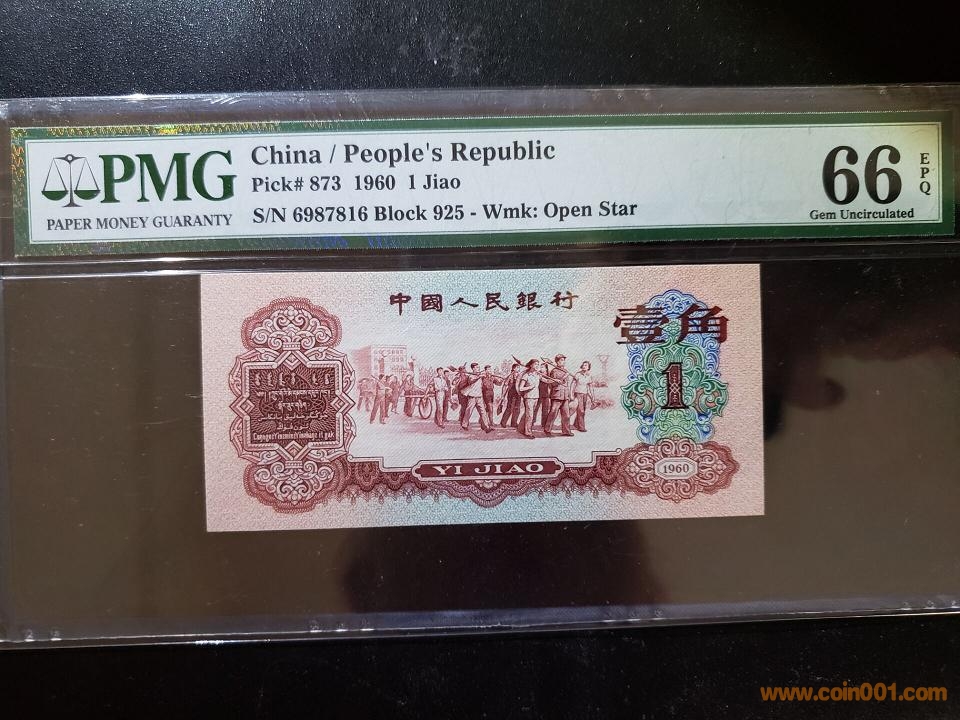 PMG
PAPER MONEY GUARANTY
China / People's Republic
Pick# 873 1960 1 Jiao
S/N 6987816 Block 925 - Wmk: Open Star
66
EPQ
Gem Uncirculated
中國人民銀行
壹角
1
YI JIAO
1960
www.coin001.com